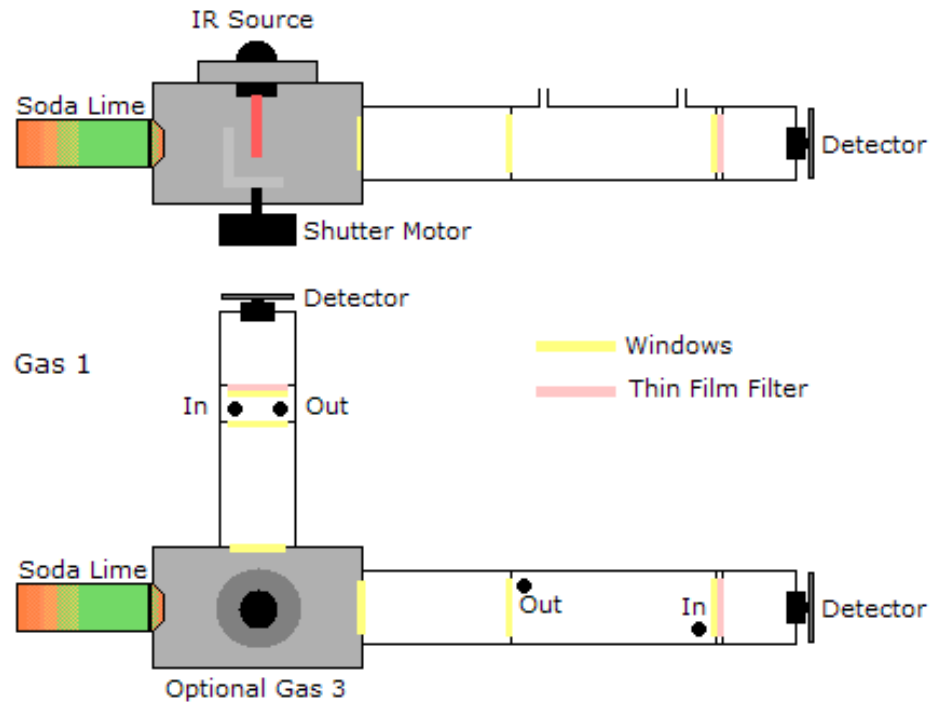 IR Source
Soda Lime
Detector
Shutter Motor
Detector
Gas 1
Windows
Thin Film Filter
In
Out
Soda Lime
Out
In
Detector
Optional Gas 3